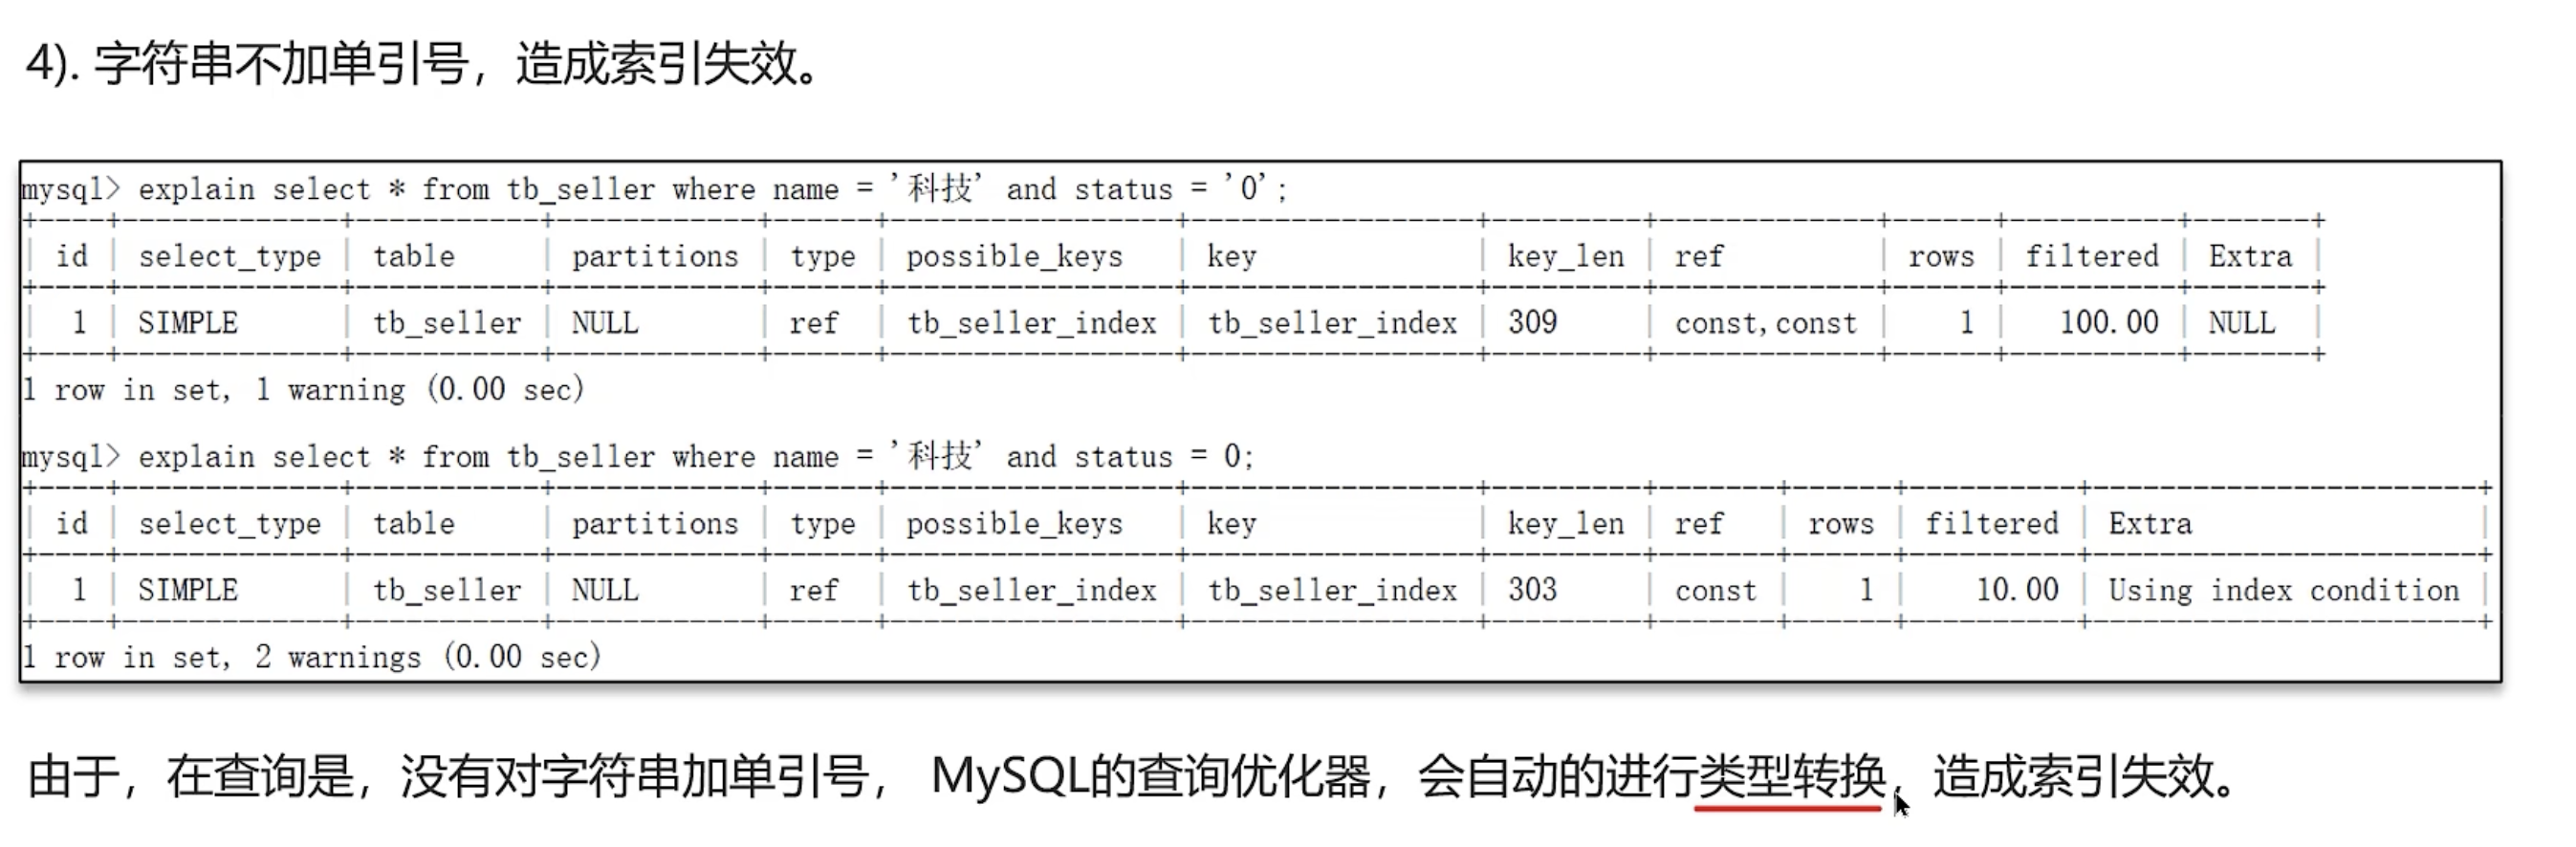 4). 字符串不加单引号，造成索引失效。
mysql> explain select * from tb_seller where name = '科技' and status = '0';
+----+-------------+-----------+------------+------+-----------------+-----------------+---------+-------------+------+----------+-------+
| id | select_type | table     | partitions | type | possible_keys   | key             | key_len | ref         | rows | filtered | Extra |
+----+-------------+-----------+------------+------+-----------------+-----------------+---------+-------------+------+----------+-------+
|  1 | SIMPLE      | tb_seller | NULL       | ref  | tb_seller_index | tb_seller_index | 309     | const,const |    1 |   100.00 | NULL  |
+----+-------------+-----------+------------+------+-----------------+-----------------+---------+-------------+------+----------+-------+
1 row in set, 1 warning (0.00 sec)
mysql> explain select * from tb_seller where name = '科技' and status = 0;
+----+-------------+-----------+------------+------+-----------------+-----------------+---------+-------+------+----------+-----------------------+
| id | select_type | table     | partitions | type | possible_keys   | key             | key_len | ref   | rows | filtered | Extra                 |
+----+-------------+-----------+------------+------+-----------------+-----------------+---------+-------+------+----------+-----------------------+
|  1 | SIMPLE      | tb_seller | NULL       | ref  | tb_seller_index | tb_seller_index | 303     | const |    1 |    10.00 | Using index condition |
+----+-------------+-----------+------------+------+-----------------+-----------------+---------+-------+------+----------+-----------------------+
1 row in set, 2 warnings (0.00 sec)
由于，在查询是，没有对字符串加单引号， MySQL的查询优化器，会自动的进行类型转换，造成索引失效。